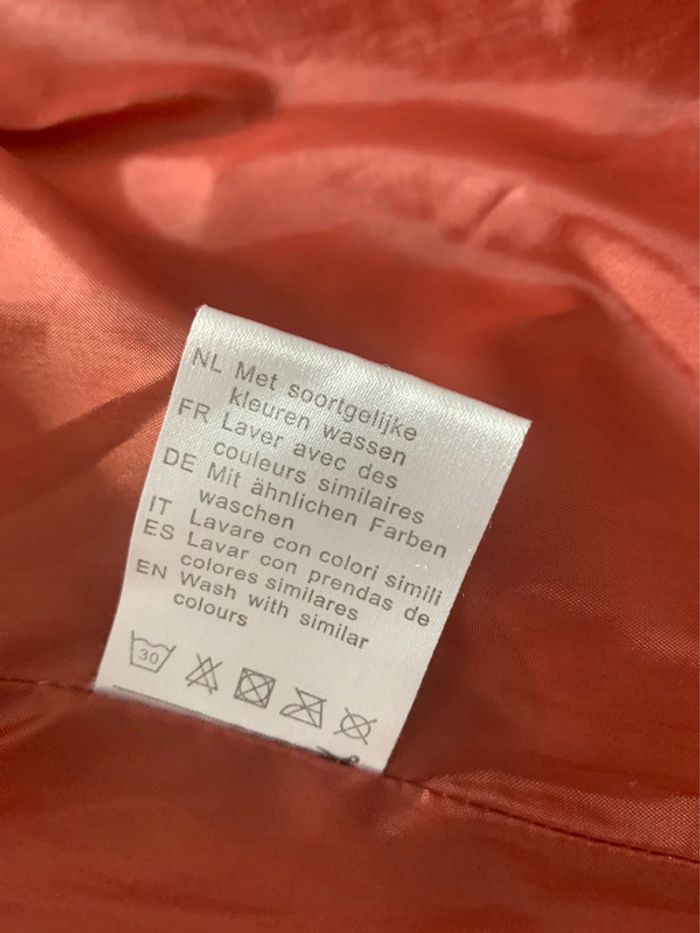 NL Met soortgelijke
kleuren wassen
FR Laver avec des
couleurs similaires
DE Mit ähnlichen Farben
waschen
IT Lavare con colori simili
ES Lavar con prendas de
colores similares
EN Wash with similar
colours
30